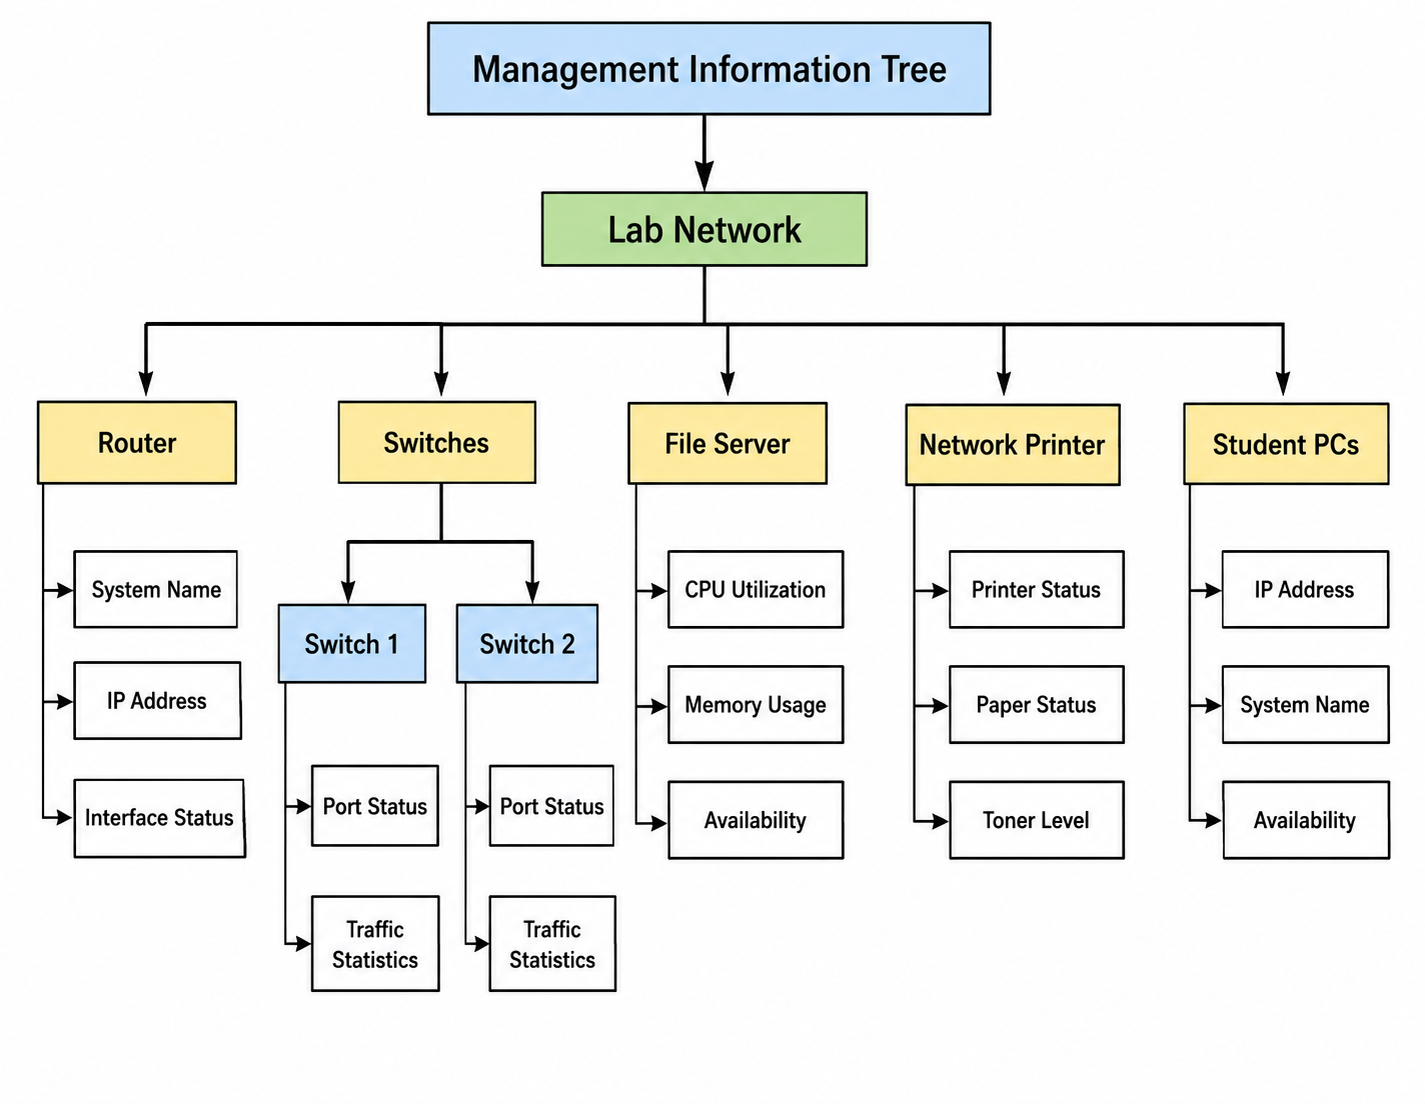 Management Information Tree
Lab Network
Router
Switches
File Server
Network Printer
Student PCs
System Name
IP Address
Interface Status
Switch 1
Switch 2
Port Status
Traffic
Statistics
Port Status
Traffic
Statistics
CPU Utilization
Memory Usage
Availability
Printer Status
Paper Status
Toner Level
IP Address
System Name
Availability